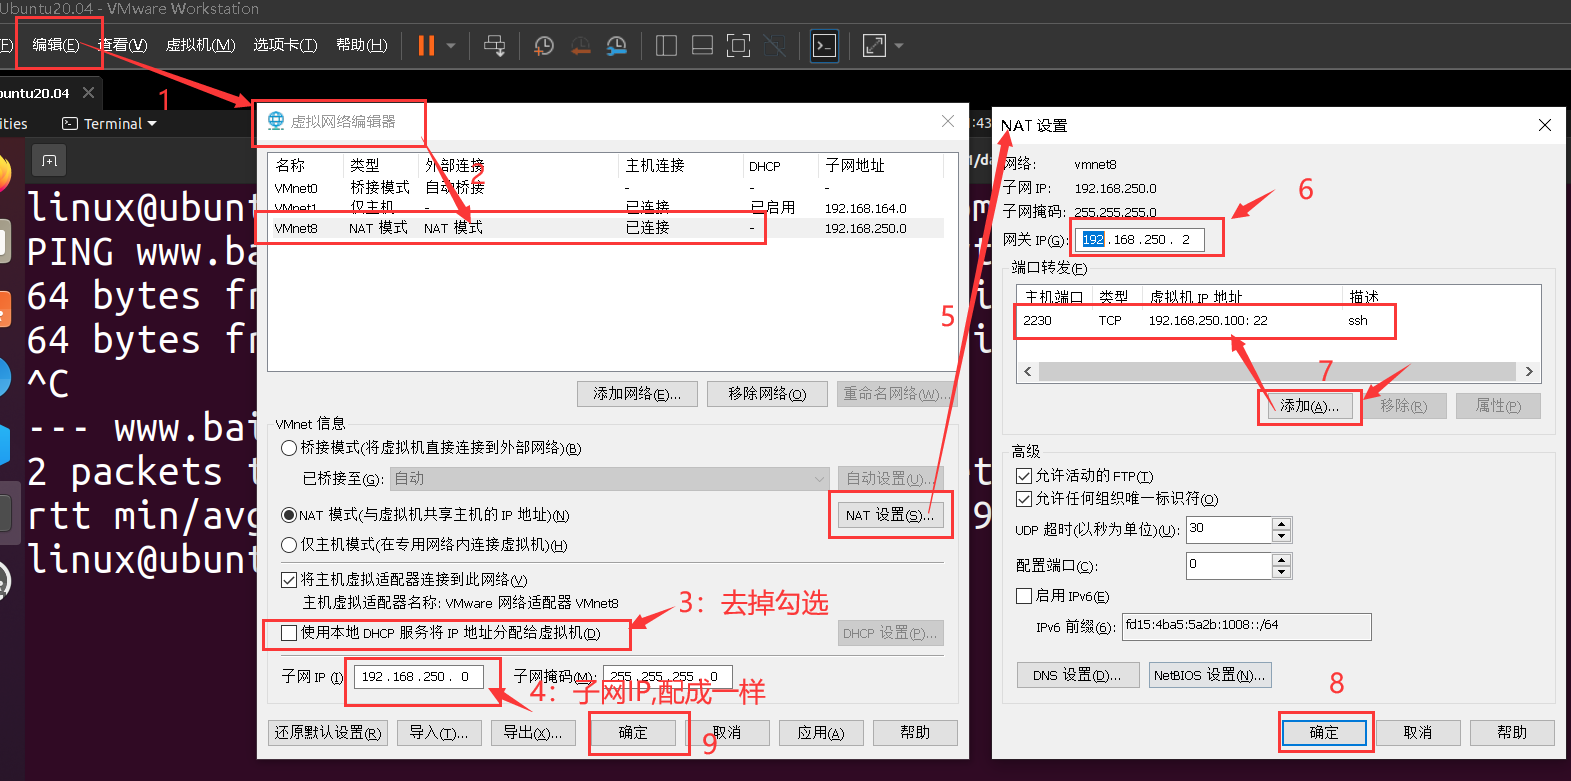 Ubuntu20.04 - VMware Workstation
(F) 编辑(E) 查看(V) 虚拟机(M) 选项卡(T) 帮助(H)
buntu20.04
1
ities Terminal
:43
linux@ubunt
PING www.ba
64 bytes fr
64 bytes fr
^C
--- www.bai
2 packets t
rtt min/avg
linux@ubunt
虚拟网络编辑器
2
名称 类型 外部连接 主机连接 DHCP 子网地址
VMnet0 桥接模式 自动桥接 - - -
VMnet1 仅主机... - 已连接 已启用 192.168.164.0
VMnet8 NAT 模式 NAT 模式 已连接 - 192.168.250.0
添加网络(E)... 移除网络(O) 重命名网络(W)...
VMnet 信息
桥接模式(将虚拟机直接连接到外部网络)(B)
已桥接至(G): 自动 自动设置(U)...
NAT 模式(与虚拟机共享主机的 IP 地址)(N) NAT 设置(S)...
仅主机模式(在专用网络内连接虚拟机)(H)
将主机虚拟适配器连接到此网络(V)
主机虚拟适配器名称: VMware 网络适配器 VMnet8
3：去掉勾选
使用本地 DHCP 服务将 IP 地址分配给虚拟机(D) DHCP 设置(P)...
子网 IP (I): 192 . 168 . 250 . 0 子网掩码(M): 255 . 255 . 255 . 0
4：子网IP,配成一样
还原默认设置(R) 导入(T)... 导出(X)... 确定 取消 应用(A) 帮助
9
5
NAT 设置
网络: vmnet8
子网 IP: 192.168.250.0
子网掩码: 255.255.255.0
6
网关 IP(G): 192 . 168 . 250 . 2
端口转发(F)
主机端口 类型 虚拟机 IP 地址 描述
2230 TCP 192.168.250.100: 22 ssh
7
添加(A)... 移除(R) 属性(P)
高级
允许活动的 FTP(T)
允许任何组织唯一标识符(O)
UDP 超时(以秒为单位)(U): 30
配置端口(C): 0
启用 IPv6(E)
IPv6 前缀(6): fd15:4ba5:5a2b:1008::/64
DNS 设置(D)... NetBIOS 设置(N)...
8
确定 取消 帮助